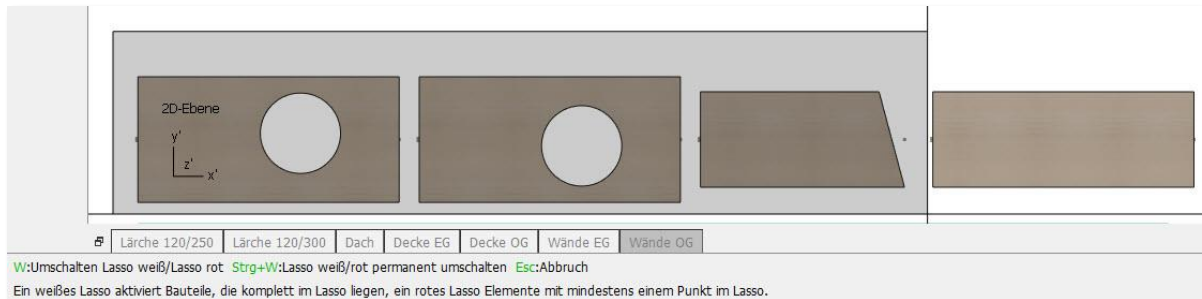 2D-Ebene
y'
z'
x'
Lärche 120/250 Lärche 120/300 Dach Decke EG Decke OG Wände EG Wände OG
W:Umschalten Lasso weiß/Lasso rot Strg+W:Lasso weiß/rot permanent umschalten Esc:Abbruch
Ein weißes Lasso aktiviert Bauteile, die komplett im Lasso liegen, ein rotes Lasso Elemente mit mindestens einem Punkt im Lasso.